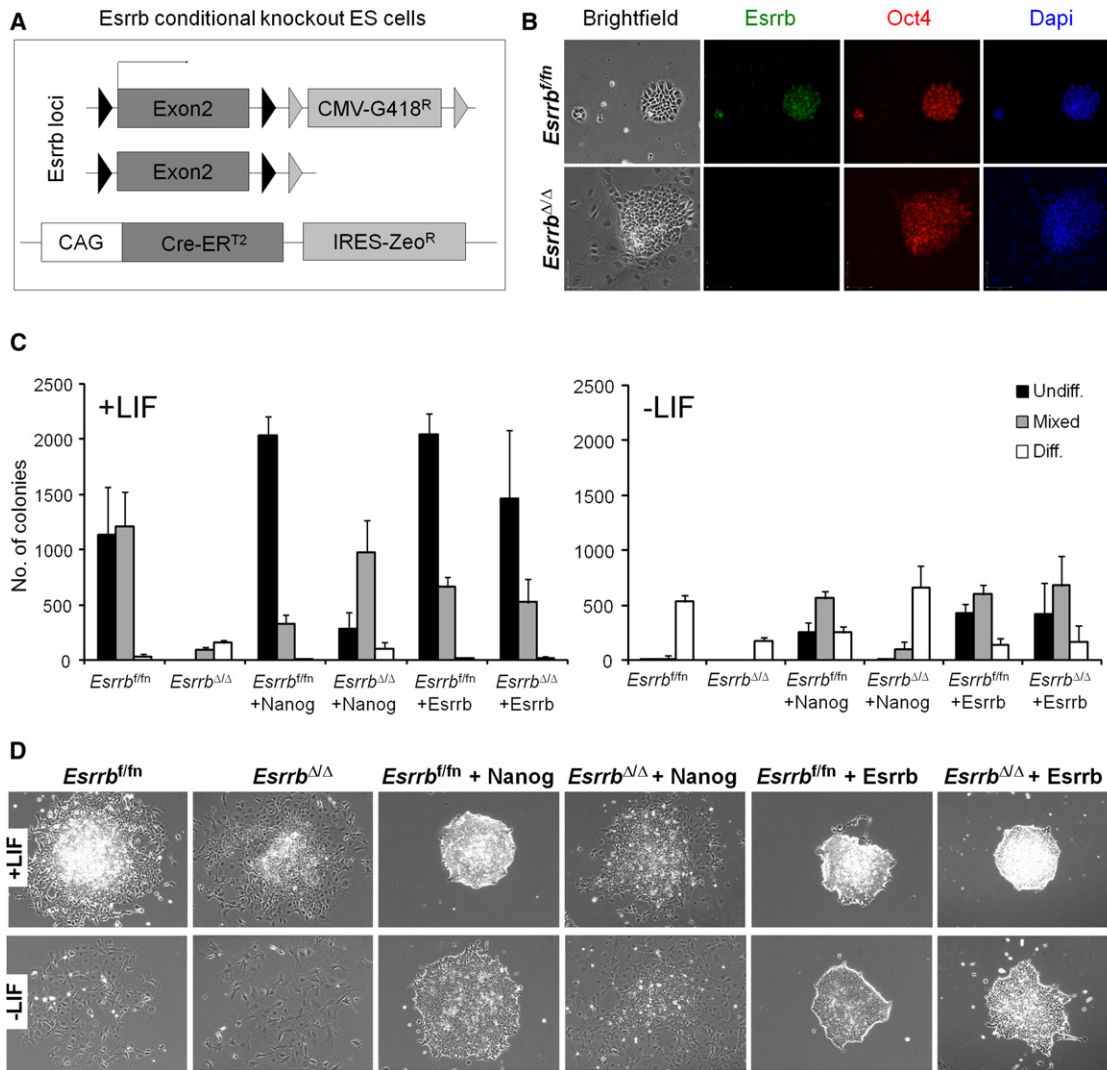 A
Esrrb conditional knockout ES cells
Esrrb loci
Exon2
CMV-G418R
Exon2
CAG
Cre-ERT2
IRES-ZeoR
B
Brightfield Esrrb Oct4 Dapi
Esrrbf/fn
EsrrbΔ/Δ
C
No. of colonies
+LIF
2500
2000
1500
1000
500
0
Esrrbf/fn EsrrbΔ/Δ Esrrbf/fn EsrrbΔ/Δ Esrrbf/fn EsrrbΔ/Δ
+Nanog +Nanog +Esrrb +Esrrb
-LIF
Undiff.
Mixed
Diff.
2500
2000
1500
1000
500
0
Esrrbf/fn EsrrbΔ/Δ Esrrbf/fn EsrrbΔ/Δ Esrrbf/fn EsrrbΔ/Δ
+Nanog +Nanog +Esrrb +Esrrb
D
Esrrbf/fn EsrrbΔ/Δ Esrrbf/fn + Nanog EsrrbΔ/Δ + Nanog Esrrbf/fn + Esrrb EsrrbΔ/Δ + Esrrb
+LIF
-LIF